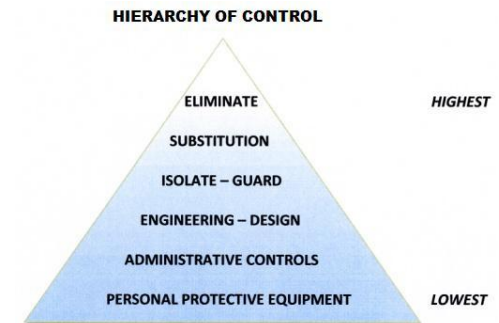 HIERARCHY OF CONTROL
ELIMINATE HIGHEST
SUBSTITUTION
ISOLATE – GUARD
ENGINEERING – DESIGN
ADMINISTRATIVE CONTROLS
PERSONAL PROTECTIVE EQUIPMENT LOWEST